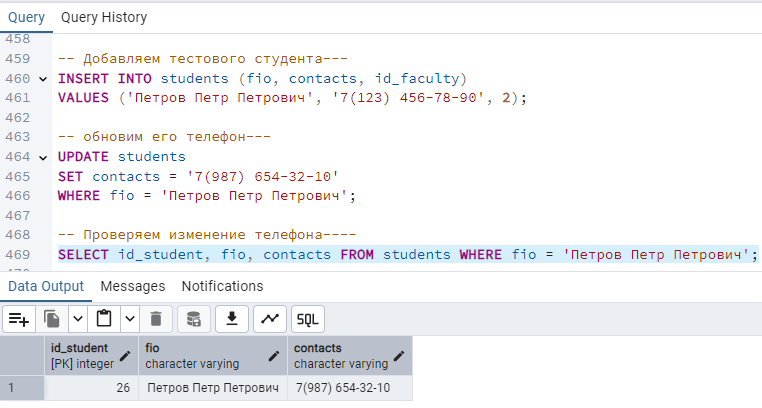 Query Query History
458
459 -- Добавляем тестового студента---
460 INSERT INTO students (fio, contacts, id_faculty)
461 VALUES ('Петров Петр Петрович', '7(123) 456-78-90', 2);
462
463 -- обновим его телефон---
464 UPDATE students
465 SET contacts = '7(987) 654-32-10'
466 WHERE fio = 'Петров Петр Петрович';
467
468 -- Проверяем изменение телефона----
469 SELECT id_student, fio, contacts FROM students WHERE fio = 'Петров Петр Петрович';
Data Output Messages Notifications
SQL
id_student fio contacts
[PK] integer character varying character varying
1 26 Петров Петр Петрович 7(987) 654-32-10